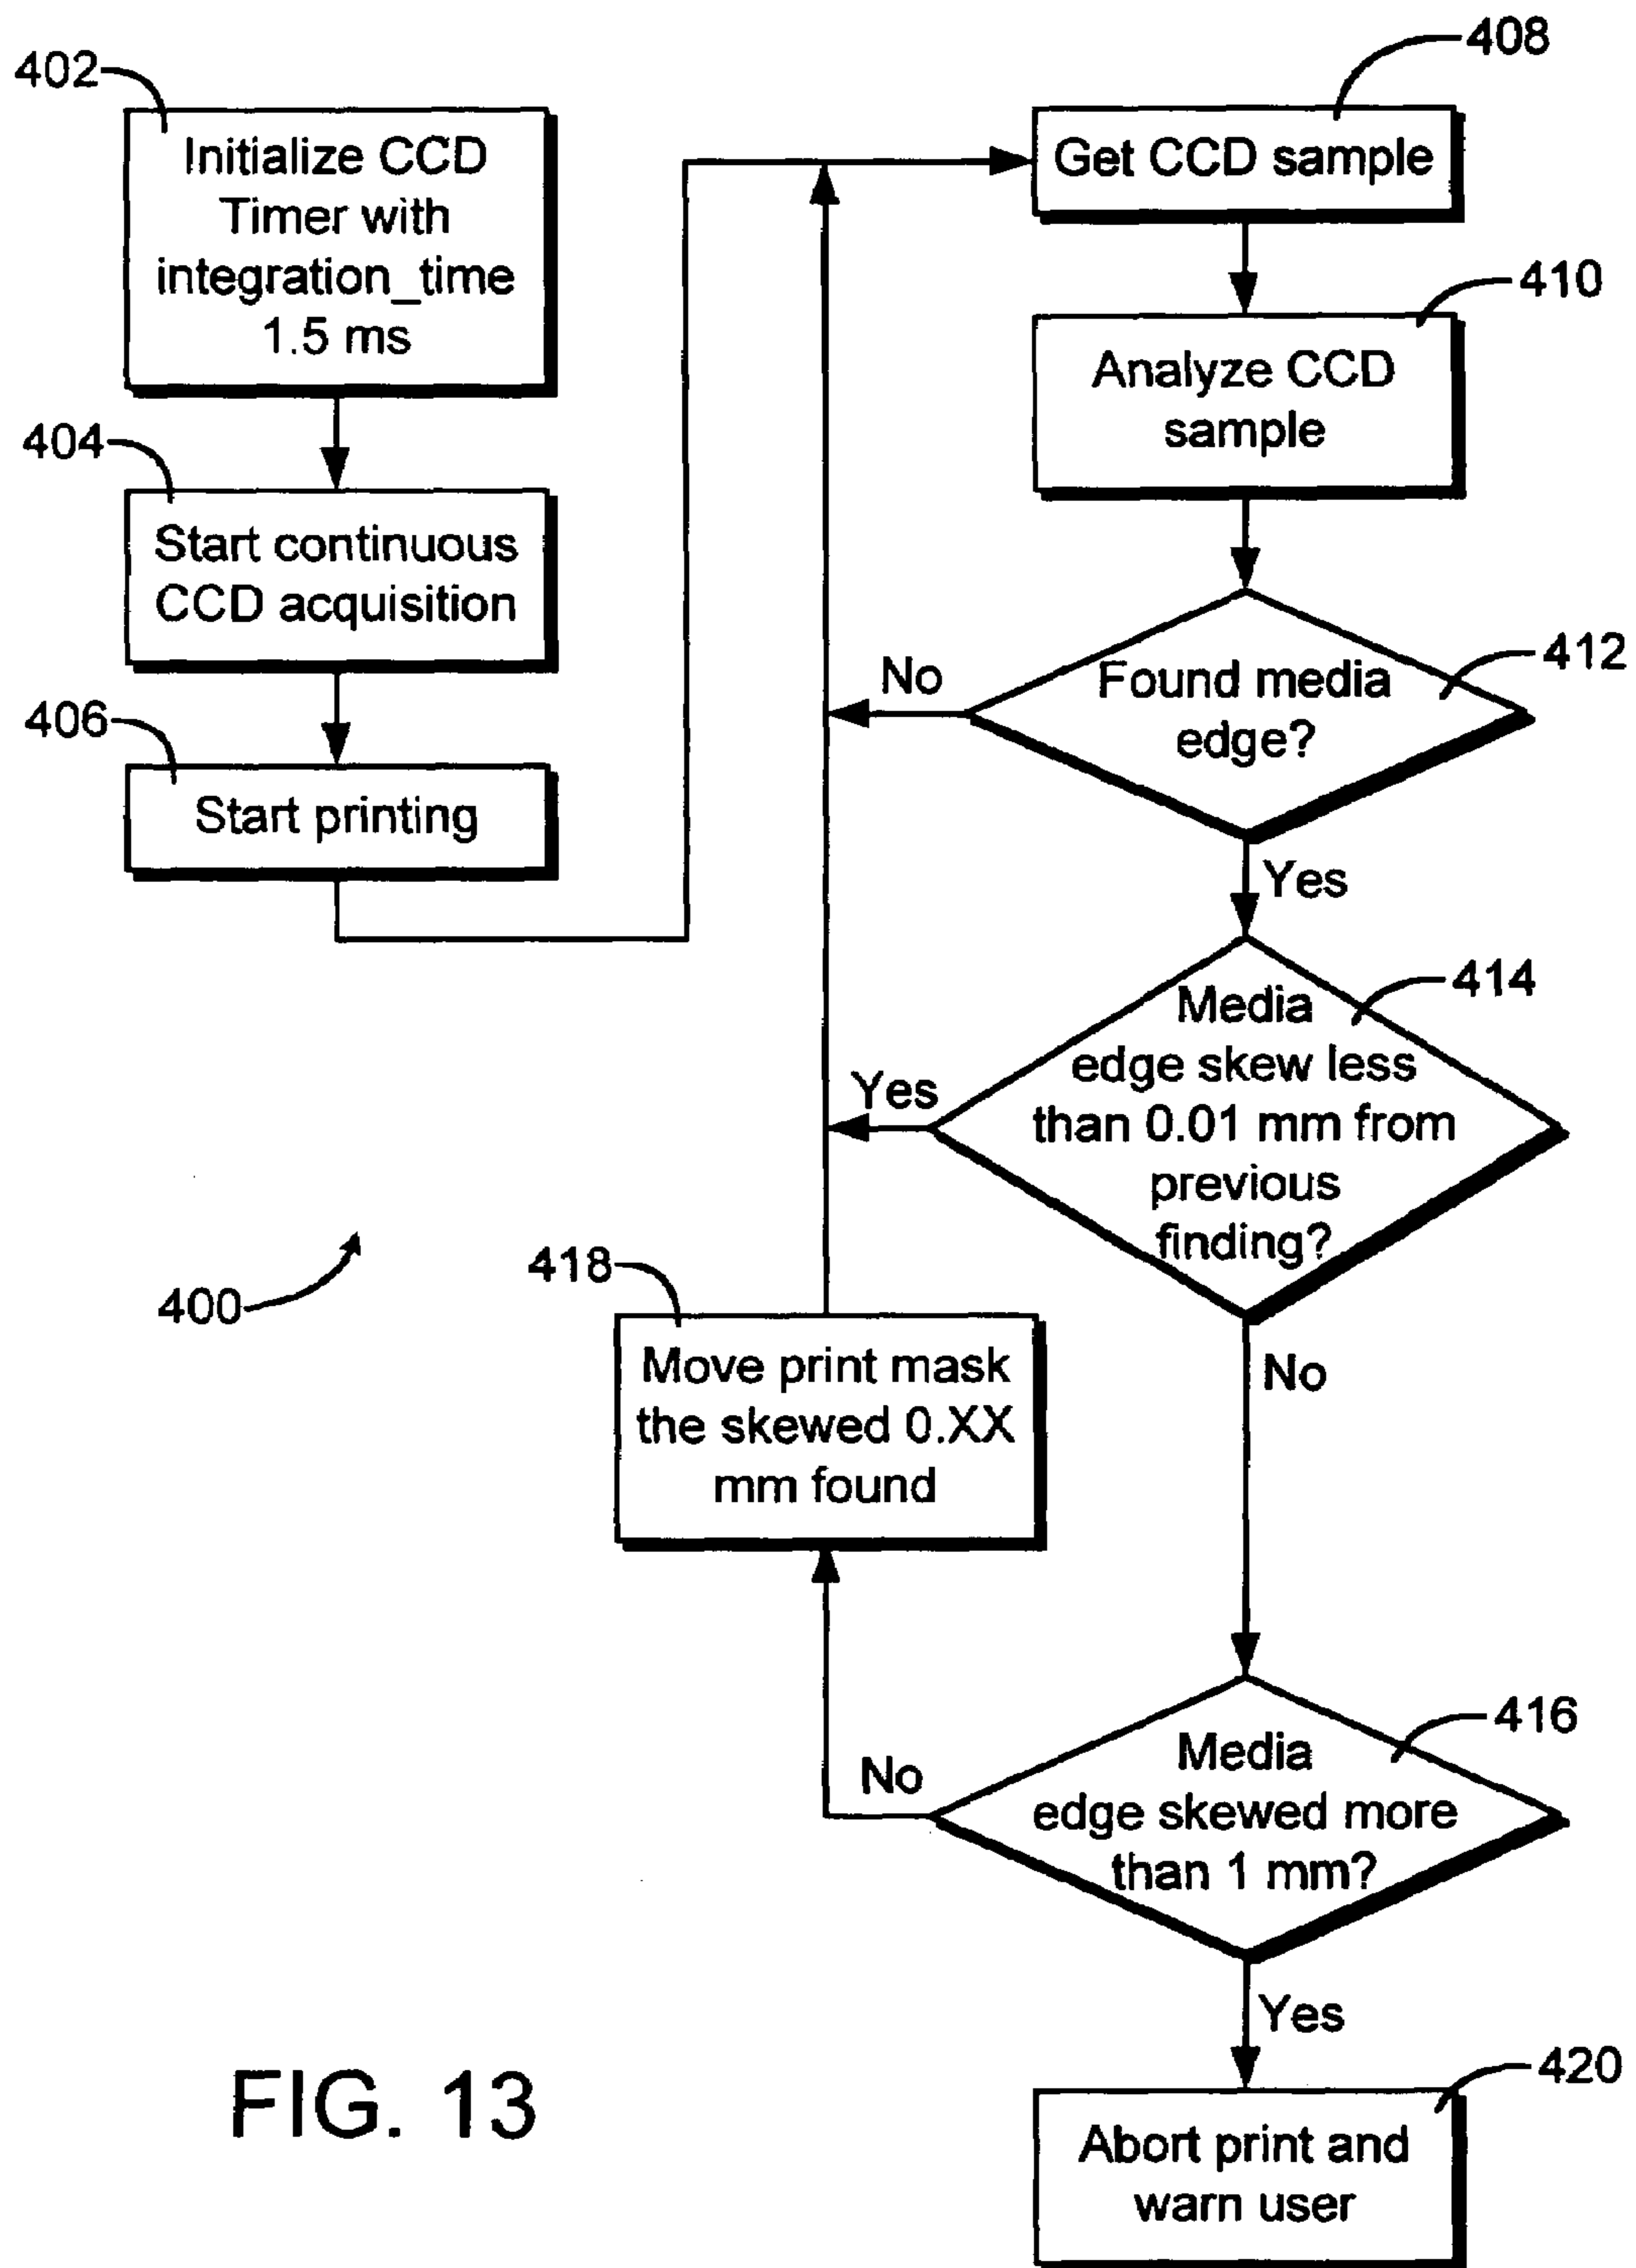 402
Initialize CCD
Timer with
integration_time
1.5 ms
404
Start continuous
CCD acquisition
406
Start printing
408
Get CCD sample
410
Analyze CCD
sample
412
Found media
edge?
No
Yes
414
Media
edge skew less
than 0.01 mm from
previous
finding?
Yes
No
416
Media
edge skewed more
than 1 mm?
No
Yes
418
Move print mask
the skewed 0.XX
mm found
420
Abort print and
warn user
400
FIG. 13